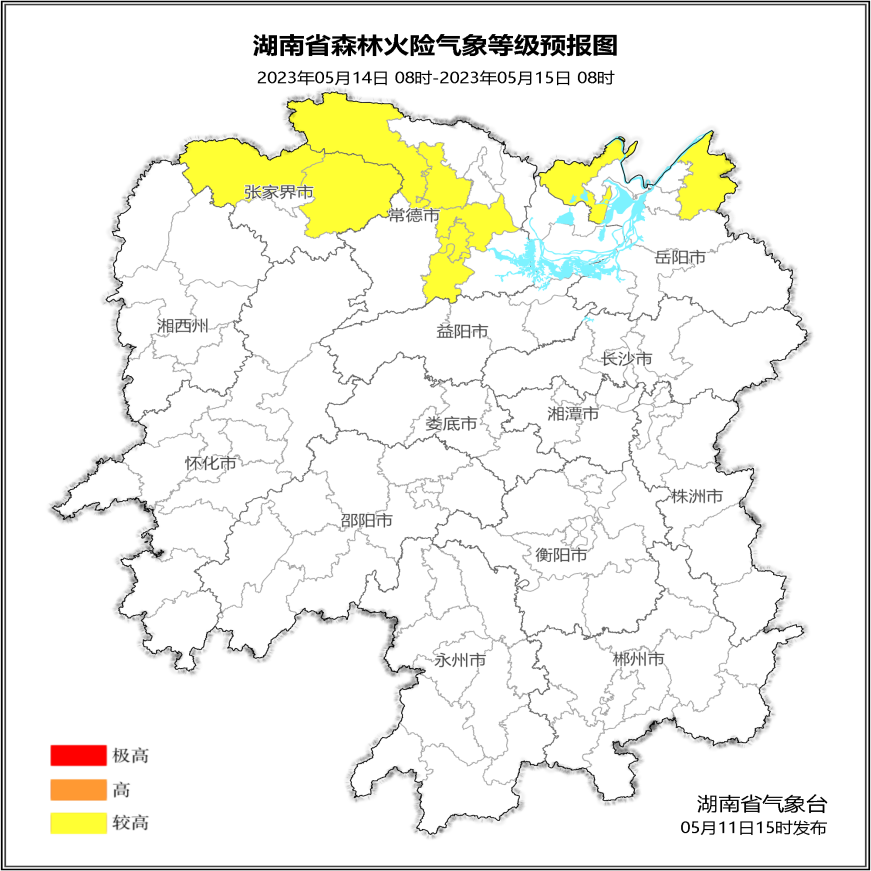 湖南省森林火险气象等级预报图
2023年05月14日 08时-2023年05月15日 08时
张家界市
常德市
岳阳市
湘西州
益阳市
长沙市
湘潭市
娄底市
怀化市
株洲市
邵阳市
衡阳市
永州市
郴州市
极高
高
较高
湖南省气象台
05月11日15时发布